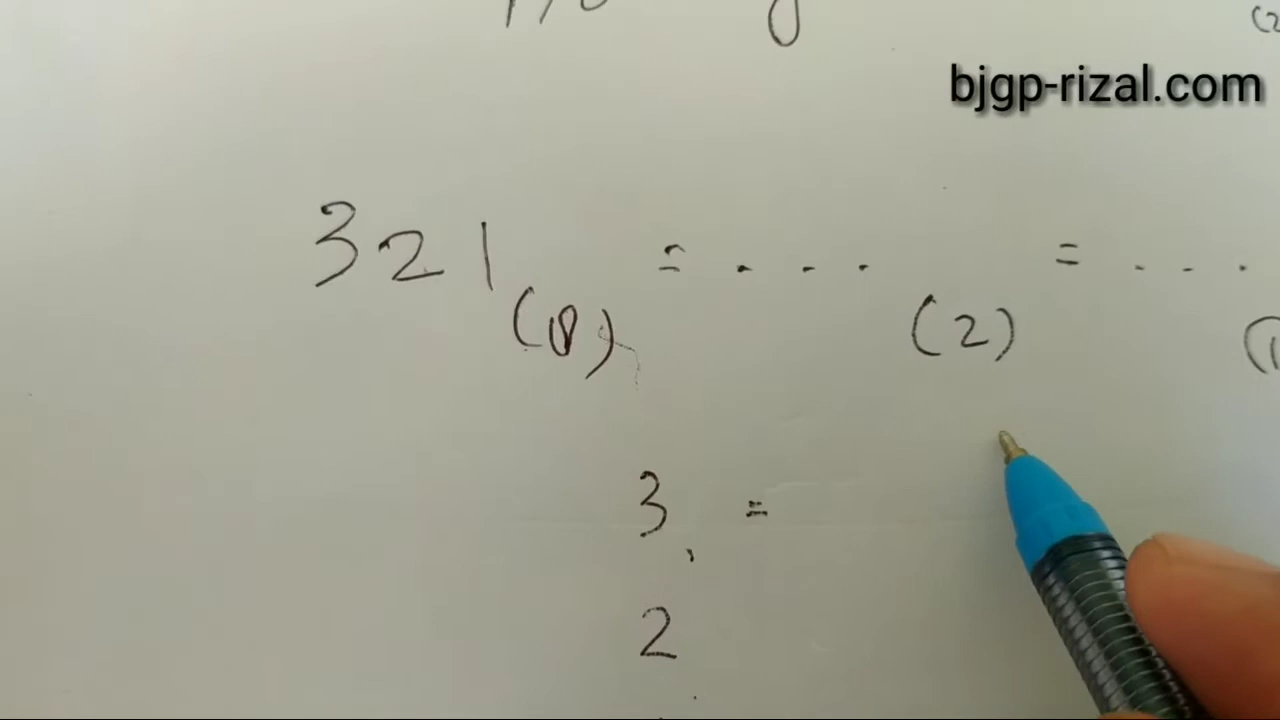 bjgp-rizal.com
321(8) = ... (2) = ...
3 =
2